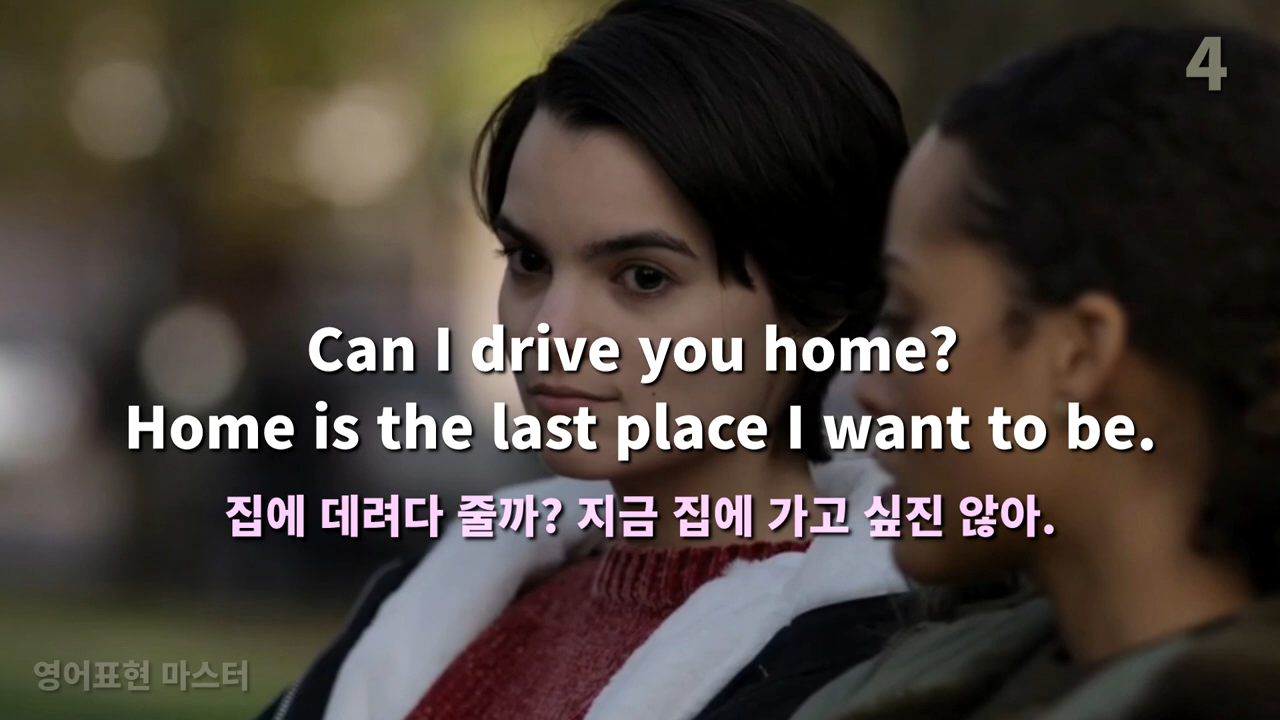 4
Can I drive you home?
Home is the last place I want to be.
집에 데려다 줄까? 지금 집에 가고 싶진 않아.
영어표현 마스터